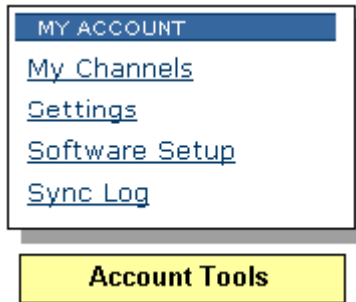 MY ACCOUNT
My Channels
Settings
Software Setup
Sync Log
Account Tools